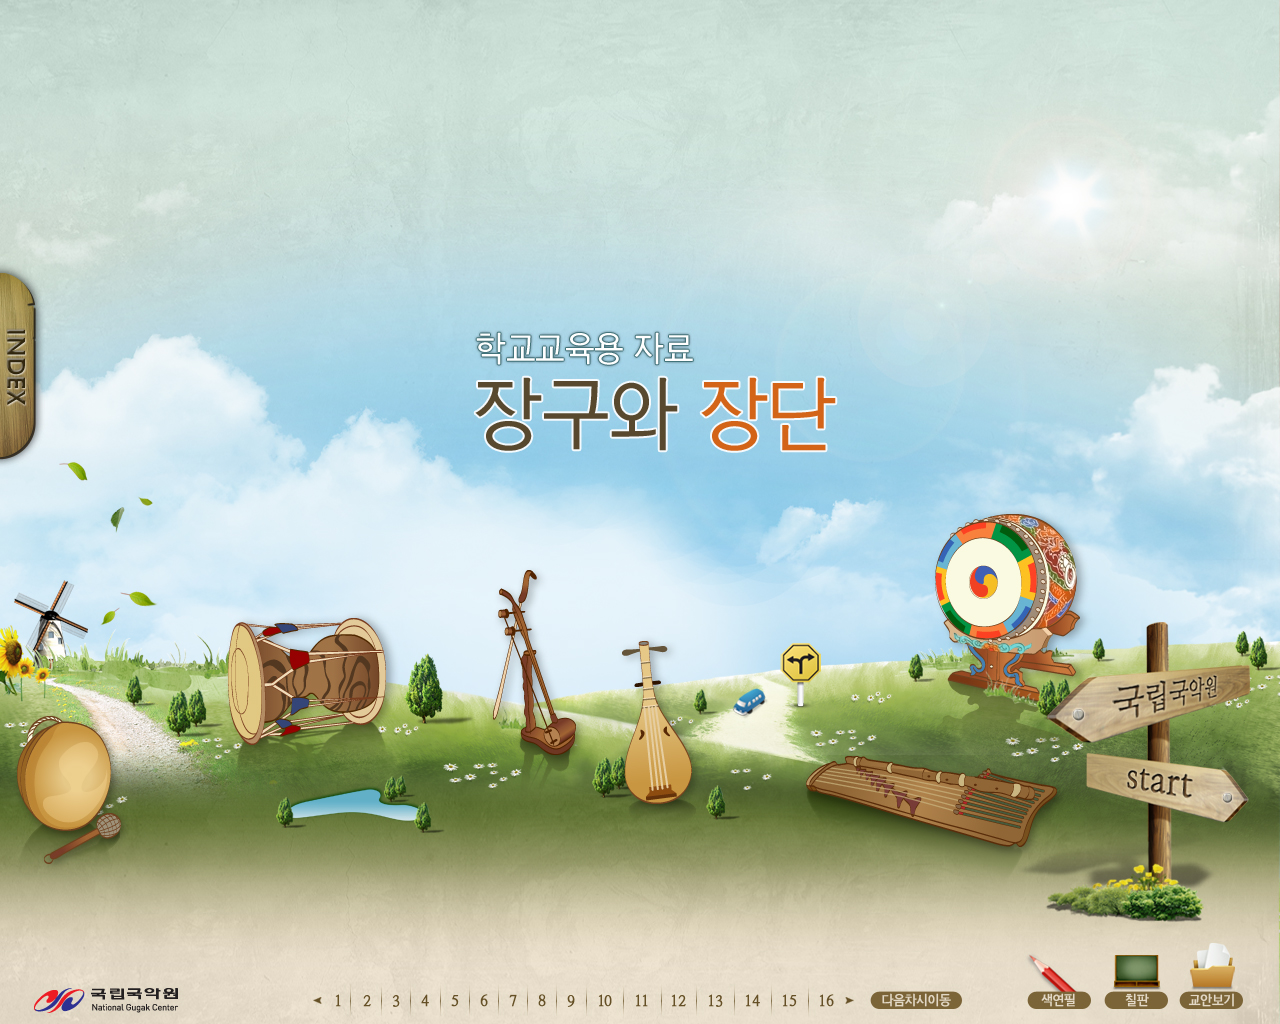 학교교육용 자료
장구와 장단
INDEX
국립국악원
start
국립국악원
National Gugak Center
◄ 1 2 3 4 5 6 7 8 9 10 11 12 13 14 15 16 ►
다음차시이동
색연필
칠판
교안보기